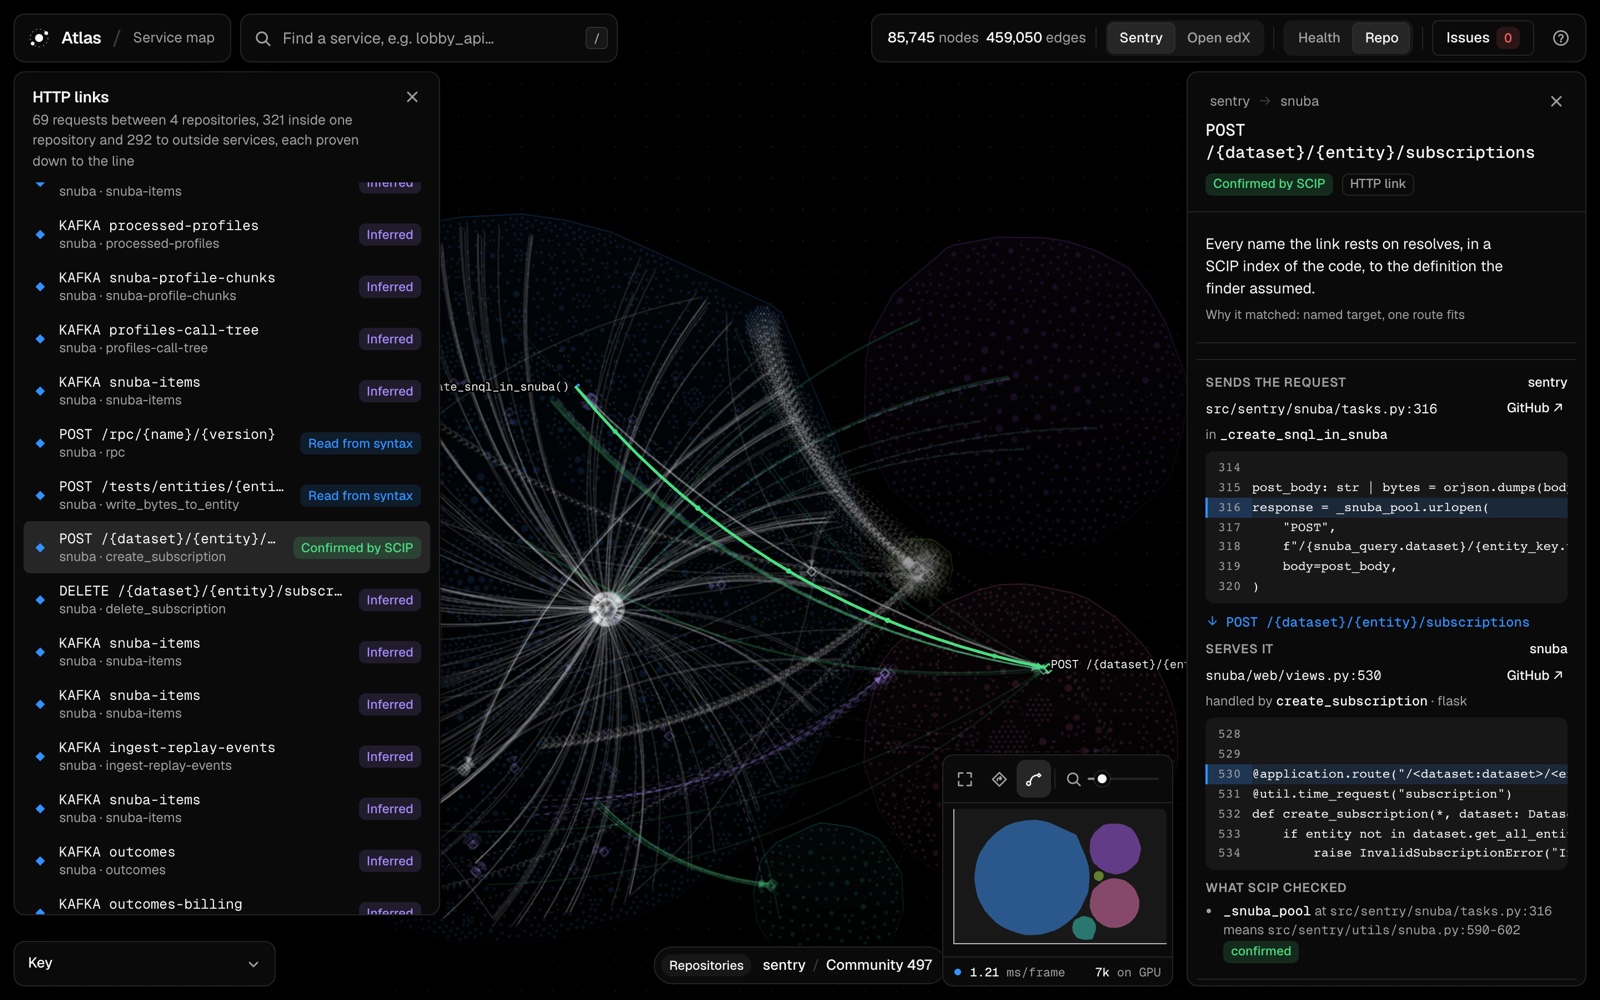 Atlas / Service map
Find a service, e.g. lobby_api...
/
85,745 nodes 459,050 edges
Sentry
Open edX
Health
Repo
Issues 0
HTTP links
69 requests between 4 repositories, 321 inside one
repository and 292 to outside services, each proven
down to the line
Inferred
snuba · snuba-items
KAFKA processed-profiles
snuba · processed-profiles
Inferred
KAFKA snuba-profile-chunks
snuba · snuba-profile-chunks
Inferred
KAFKA profiles-call-tree
snuba · profiles-call-tree
Inferred
KAFKA snuba-items
snuba · snuba-items
Inferred
POST /rpc/{name}/{version}
snuba · rpc
Read from syntax
POST /tests/entities/{enti…
snuba · write_bytes_to_entity
Read from syntax
POST /{dataset}/{entity}/…
snuba · create_subscription
Confirmed by SCIP
DELETE /{dataset}/{entity}/subscr…
snuba · delete_subscription
Inferred
KAFKA snuba-items
snuba · snuba-items
Inferred
KAFKA snuba-items
snuba · snuba-items
Inferred
KAFKA ingest-replay-events
snuba · ingest-replay-events
Inferred
KAFKA snuba-items
snuba · snuba-items
Inferred
KAFKA outcomes
snuba · outcomes
Inferred
KAFKA outcomes-billing
Inferred
Key
ate_snql_in_snuba()
POST /{dataset}/{ent
Repositories sentry / Community 497
1.21 ms/frame
7k on GPU
sentry → snuba
POST
/{dataset}/{entity}/subscriptions
Confirmed by SCIP
HTTP link
Every name the link rests on resolves, in a
SCIP index of the code, to the definition the
finder assumed.
Why it matched: named target, one route fits
SENDS THE REQUEST
sentry
src/sentry/snuba/tasks.py:316
GitHub ↗
in _create_snql_in_snuba
314
315 post_body: str | bytes = orjson.dumps(bod
316 response = _snuba_pool.urlopen(
317 "POST",
318 f"/{snuba_query.dataset}/{entity_key.
319 body=post_body,
320 )
↓ POST /{dataset}/{entity}/subscriptions
SERVES IT
snuba
snuba/web/views.py:530
GitHub ↗
handled by create_subscription · flask
528
529
530 @application.route("/<dataset:dataset>/<e
531 @util.time_request("subscription")
532 def create_subscription(*, dataset: Datas
533 if entity not in dataset.get_all_enti
534 raise InvalidSubscriptionError("I
WHAT SCIP CHECKED
• _snuba_pool at src/sentry/snuba/tasks.py:316
means src/sentry/utils/snuba.py:590-602
confirmed